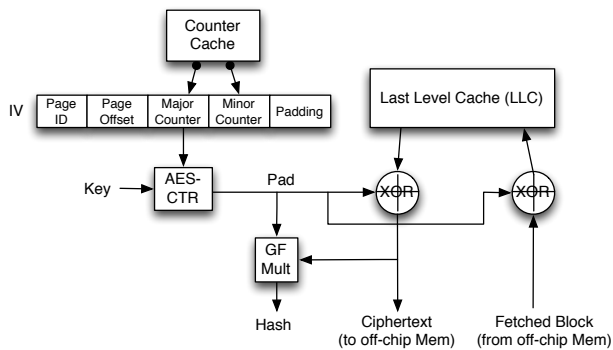 Counter
Cache
IV
Page
ID
Page
Offset
Major
Counter
Minor
Counter
Padding
Last Level Cache (LLC)
Key
AES-
CTR
Pad
XOR
XOR
GF
Mult
Hash
Ciphertext
(to off-chip Mem)
Fetched Block
(from off-chip Mem)